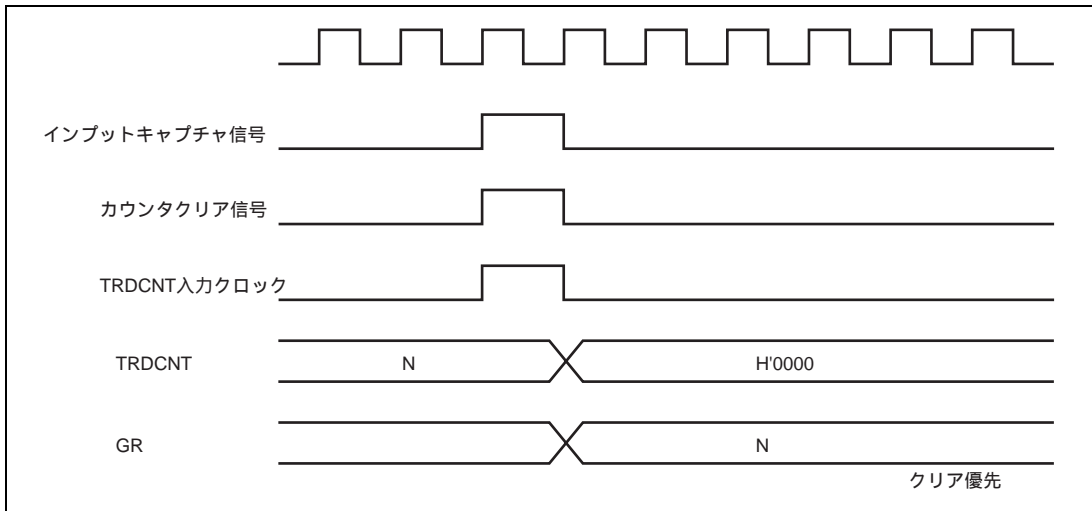 インプットキャプチャ信号
カウンタクリア信号
TRDCNT入力クロック
TRDCNT N H'0000
GR N
クリア優先